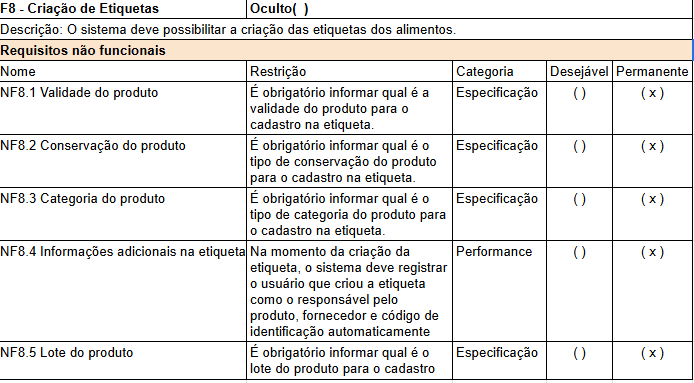 F8 - Criação de Etiquetas Oculto( )
Descrição: O sistema deve possibilitar a criação das etiquetas dos alimentos.
Requisitos não funcionais
Nome Restrição Categoria Desejável Permanente
NF8.1 Validade do produto É obrigatório informar qual é a Especificação ( ) ( x )
validade do produto para o
cadastro na etiqueta.
NF8.2 Conservação do produto É obrigatório informar qual é o Especificação ( ) ( x )
tipo de conservação do produto
para o cadastro na etiqueta.
NF8.3 Categoria do produto É obrigatório informar qual é o Especificação ( ) ( x )
tipo de categoria do produto para
o cadastro na etiqueta.
NF8.4 Informações adicionais na etiqueta Na momento da criação da Performance ( ) ( x )
etiqueta, o sistema deve registrar
o usuário que criou a etiqueta
como o responsável pelo
produto, fornecedor e código de
identificação automaticamente
NF8.5 Lote do produto É obrigatório informar qual é o Especificação ( ) ( x )
lote do produto para o cadastro